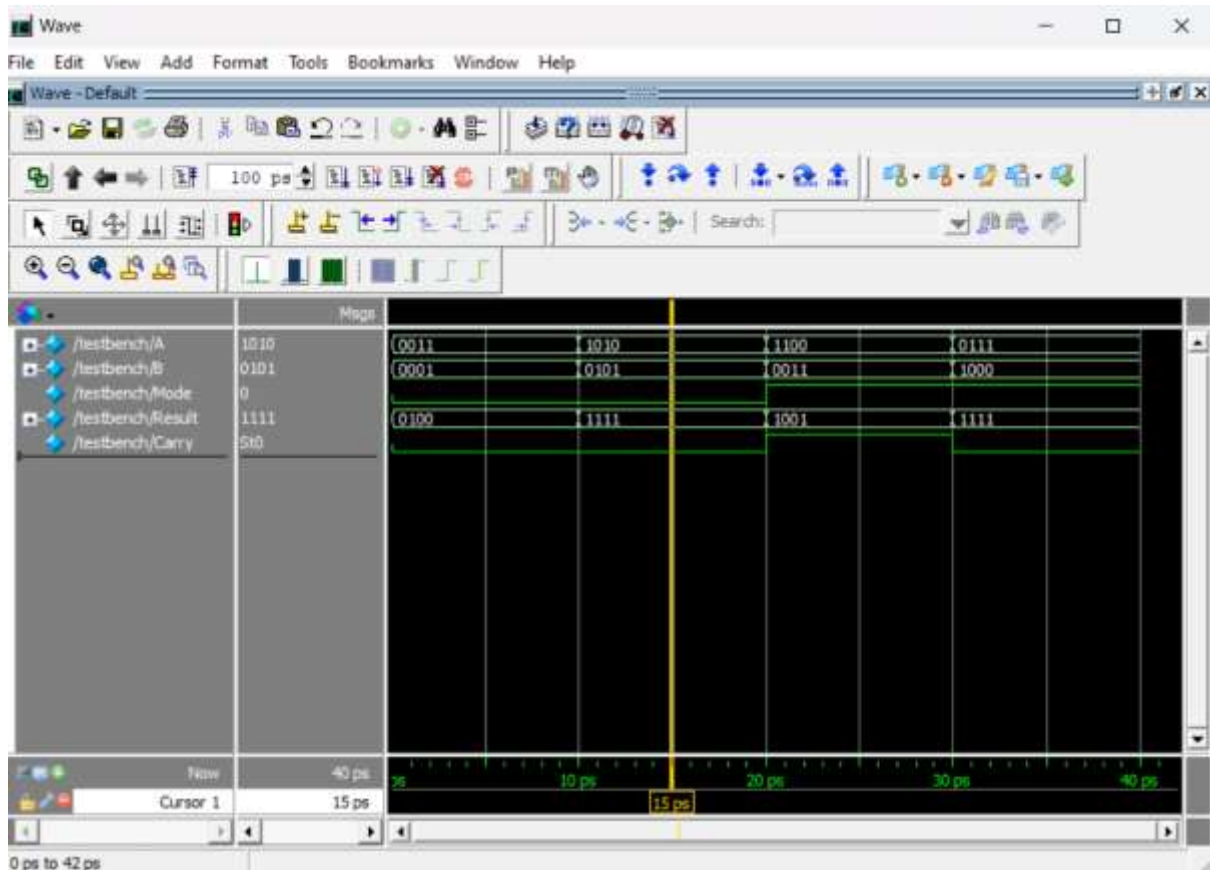 Wave
File Edit View Add Format Tools Bookmarks Window Help
Wave - Default
100 ps
Search:
Msgs
/testbench/A 1010 0011 1010 1100 0111
/testbench/B 0101 0001 0101 0011 1000
/testbench/Mode 0
/testbench/Result 1111 0100 1111 1001 1111
/testbench/Carry St0
Now 40 ps ps 10 ps 20 ps 30 ps 40 ps
Cursor 1 15 ps 15 ps
0 ps to 42 ps